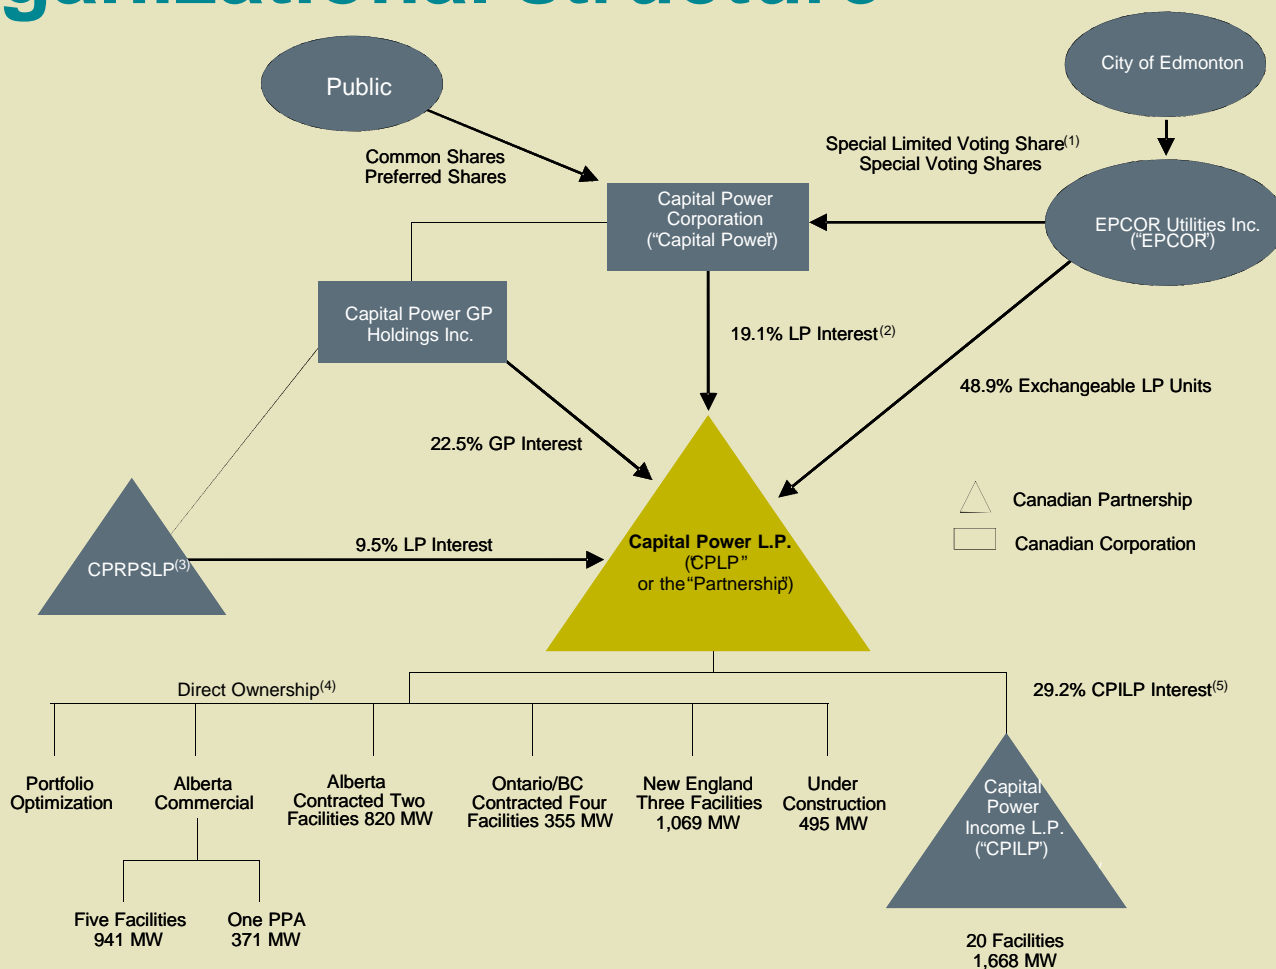 ganizational Structure
Public
City of Edmonton
Common Shares
Preferred Shares
Special Limited Voting Share(1)
Special Voting Shares
Capital Power
Corporation
(“Capital Power”)
EPCOR Utilities Inc.
(“EPCOR”)
Capital Power GP
Holdings Inc.
19.1% LP Interest(2)
48.9% Exchangeable LP Units
22.5% GP Interest
Canadian Partnership
Canadian Corporation
9.5% LP Interest
CPRPSLP(3)
Capital Power L.P.
(“CPLP”
or the “Partnership”)
Direct Ownership(4)
29.2% CPILP Interest(5)
Portfolio
Optimization
Alberta
Commercial
Alberta
Contracted Two
Facilities 820 MW
Ontario/BC
Contracted Four
Facilities 355 MW
New England
Three Facilities
1,069 MW
Under
Construction
495 MW
Capital
Power
Income L.P.
(“CPILP”)
Five Facilities
941 MW
One PPA
371 MW
20 Facilities
1,668 MW